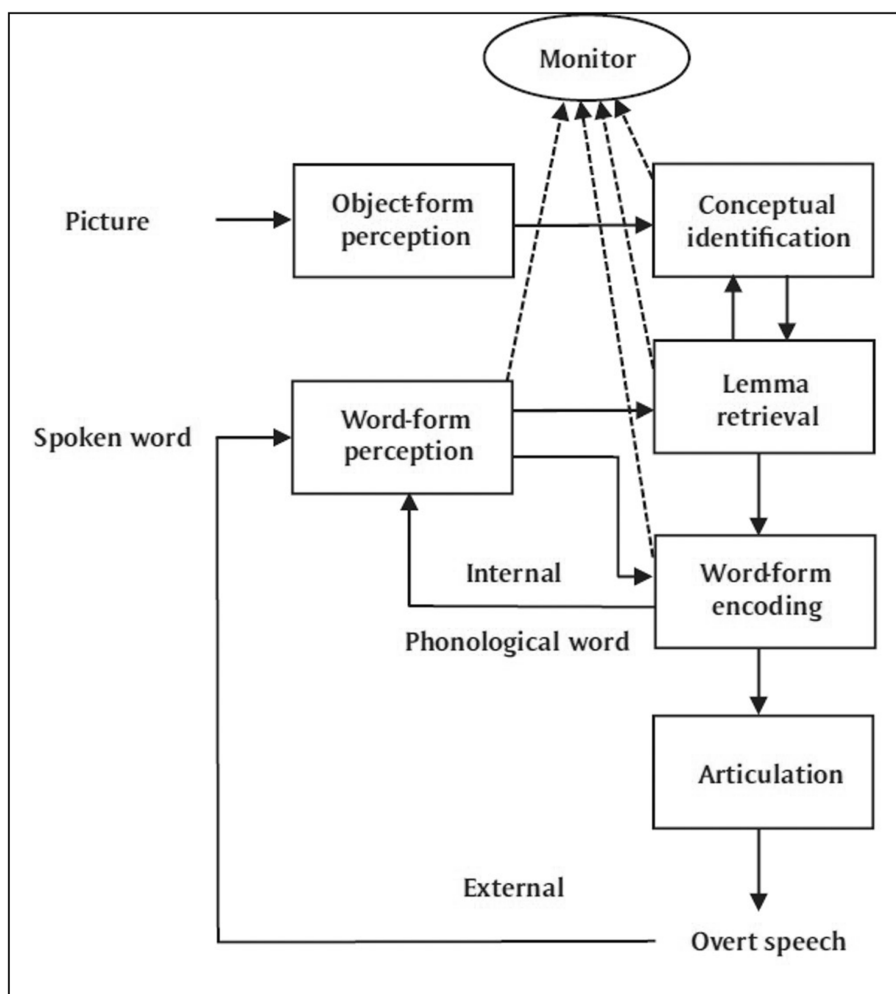 Monitor
Picture
Object-form
perception
Conceptual
identification
Spoken word
Word-form
perception
Lemma
retrieval
Internal
Phonological word
Word-form
encoding
Articulation
External
Overt speech